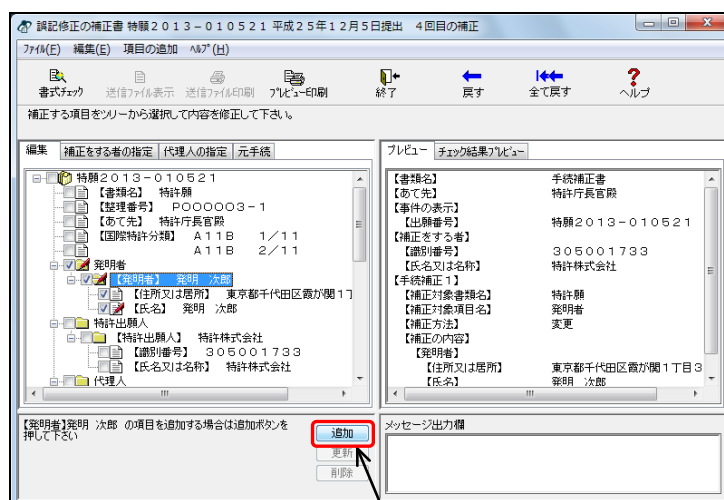 誤記修正の補正書 特願２０１３－０１０５２１ 平成２５年１２月５日提出 ４回目の補正
ﾌｧｲﾙ(F) 編集(E) 項目の追加 ﾍﾙﾌﾟ(H)
書式ﾁｪｯｸ 送信ﾌｧｲﾙ表示 送信ﾌｧｲﾙ印刷 ﾌﾟﾚﾋﾞｭｰ印刷 終了 戻す 全て戻す ヘルプ
補正する項目をツリーから選択して内容を修正して下さい。
編集 補正をする者の指定 代理人の指定 元手続
特願２０１３－０１０５２１
【書類名】 特許願
【整理番号】 Ｐ０００００３－１
【あて先】 特許庁長官殿
【国際特許分類】 Ａ１１Ｂ １／１１
Ａ１１Ｂ ２／１１
発明者
【発明者】 発明 次郎
【住所又は居所】 東京都千代田区霞が関１丁
【氏名】 発明 次郎
特許出願人
【特許出願人】 特許株式会社
【識別番号】 ３０５００１７３３
【氏名又は名称】 特許株式会社
代理人
【発明者】発明 次郎 の項目を追加する場合は追加ボタンを
押して下さい
追加
更新
削除
プレビュー チェック結果ﾌﾟﾚﾋﾞｭｰ
【書類名】 手続補正書
【あて先】 特許庁長官殿
【事件の表示】
【出願番号】 特願２０１３－０１０５２１
【補正をする者】
【識別番号】 ３０５００１７３３
【氏名又は名称】 特許株式会社
【手続補正１】
【補正対象書類名】 特許願
【補正対象項目名】 発明者
【補正方法】 変更
【補正の内容】
【発明者】
【住所又は居所】 東京都千代田区霞が関１丁目３
【氏名】 発明 次郎
メッセージ出力欄